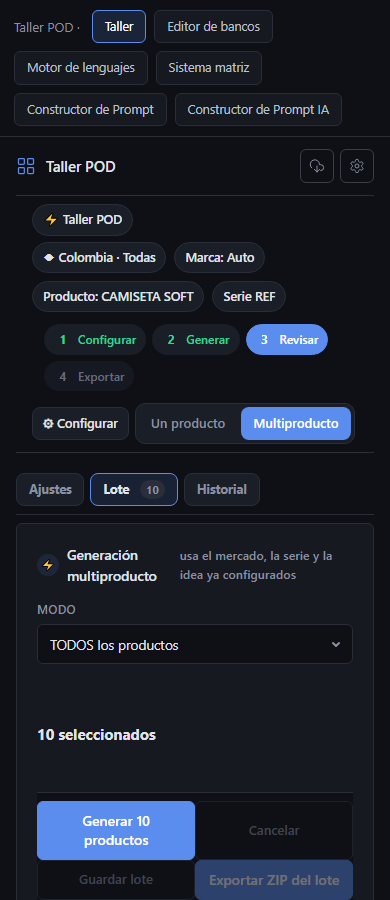 Taller POD · Taller Editor de bancos
Motor de lenguajes Sistema matriz
Constructor de Prompt Constructor de Prompt IA
Taller POD
Taller POD
Colombia · Todas Marca: Auto
Producto: CAMISETA SOFT Serie REF
1 Configurar 2 Generar 3 Revisar
4 Exportar
Configurar Un producto Multiproducto
Ajustes Lote 10 Historial
Generación multiproducto
usa el mercado, la serie y la
idea ya configurados
MODO
TODOS los productos
10 seleccionados
Generar 10
productos
Cancelar
Guardar lote Exportar ZIP del lote